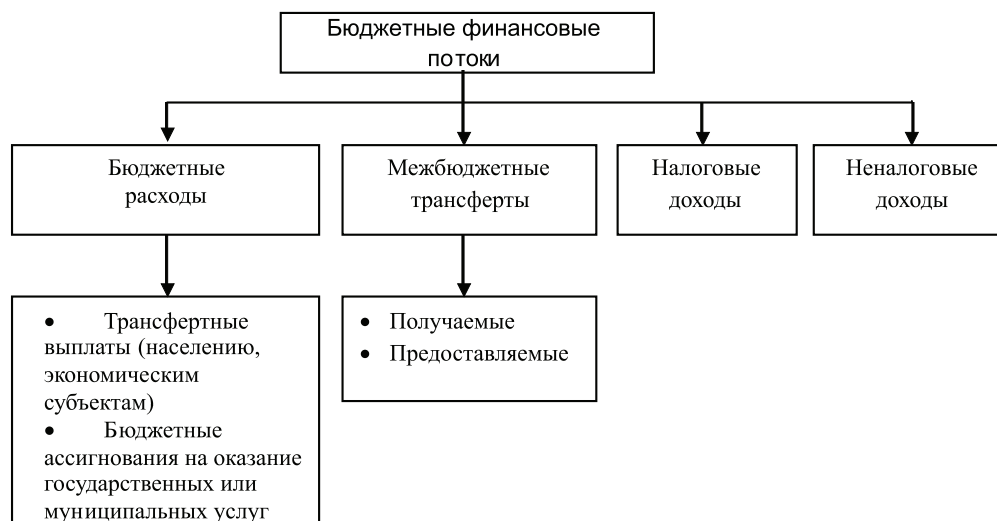 Бюджетные финансовые
потоки
Бюджетные
расходы
Межбюджетные
трансферты
Налоговые
доходы
Неналоговые
доходы
• Трансфертные
выплаты (населению,
экономическим
субъектам)
• Бюджетные
ассигнования на оказание
государственных или
муниципальных услуг
• Получаемые
• Предоставляемые